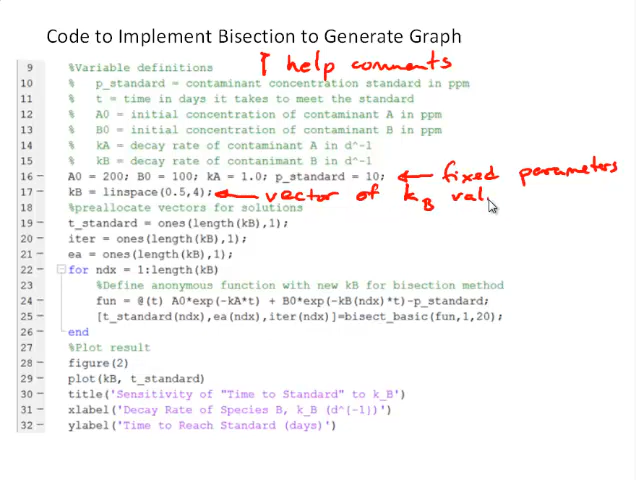 Code to Implement Bisection to Generate Graph
9 %Variable definitions ↑ help comments
10 % p_standard = contaminant concentration standard in ppm
11 % t = time in days it takes to meet the standard
12 % A0 = initial concentration of contaminant A in ppm
13 % B0 = initial concentration of contaminant B in ppm
14 % kA = decay rate of contaminant A in d^-1
15 % kB = decay rate of contanimant B in d^-1
16 - A0 = 200; B0 = 100; kA = 1.0; p_standard = 10; ← fixed parameters
17 - kB = linspace(0.5,4); ← vector of kB val
18 %preallocate vectors for solutions
19 - t_standard = ones(length(kB),1);
20 - iter = ones(length(kB),1);
21 - ea = ones(length(kB),1);
22 - for ndx = 1:length(kB)
23 %Define anonymous function with new kB for bisection method
24 - fun = @(t) A0*exp(-kA*t) + B0*exp(-kB(ndx)*t)-p_standard;
25 - [t_standard(ndx),ea(ndx),iter(ndx)]=bisect_basic(fun,1,20);
26 - end
27 %Plot result
28 - figure(2)
29 - plot(kB, t_standard)
30 - title('Sensitivity of "Time to Standard" to k_B')
31 - xlabel('Decay Rate of Species B, k_B (d^{-1})')
32 - ylabel('Time to Reach Standard (days)')